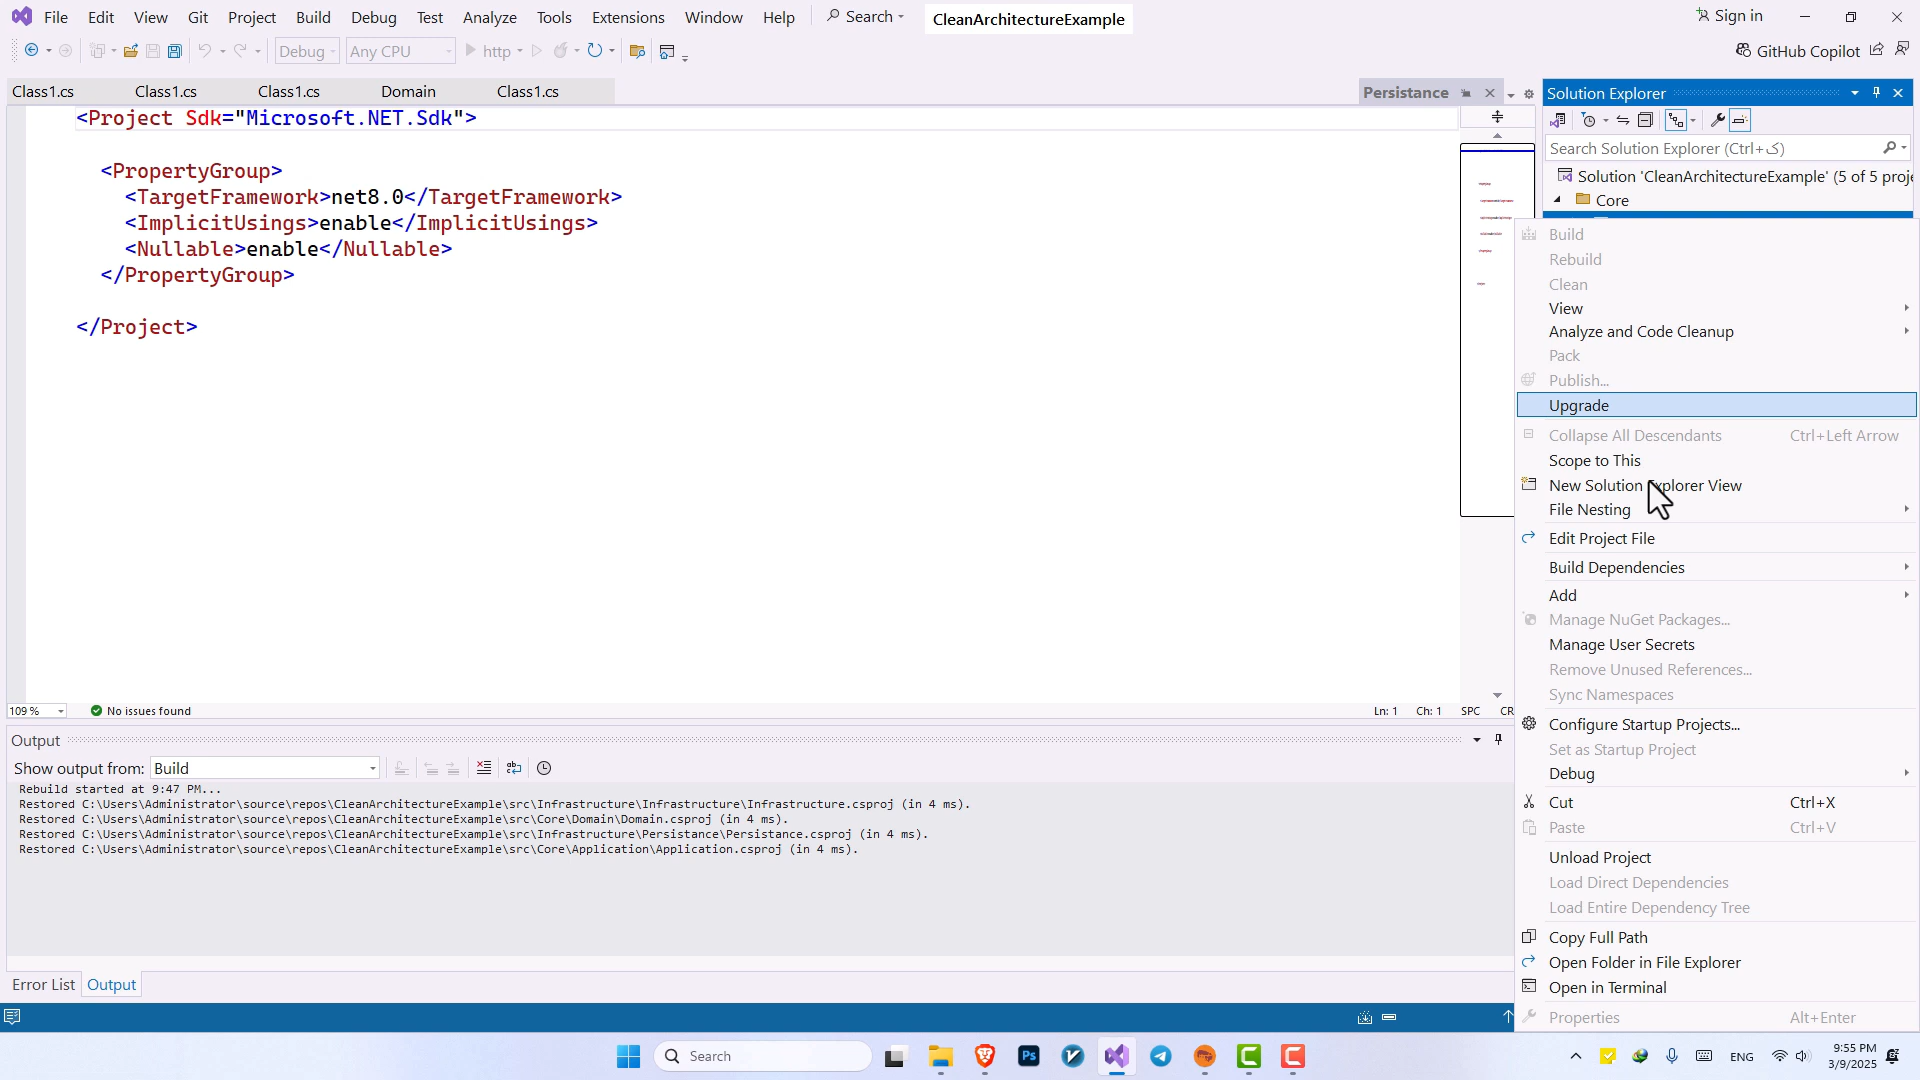 File Edit View Git Project Build Debug Test Analyze Tools Extensions Window Help Search CleanArchitectureExample Sign in
Debug Any CPU http GitHub Copilot
Class1.cs Class1.cs Class1.cs Domain Class1.cs Persistance
<Project Sdk="Microsoft.NET.Sdk">
<PropertyGroup>
<TargetFramework>net8.0</TargetFramework>
<ImplicitUsings>enable</ImplicitUsings>
<Nullable>enable</Nullable>
</PropertyGroup>
</Project>
109 % No issues found Ln: 1 Ch: 1 SPC CR
Solution Explorer
Search Solution Explorer (Ctrl+ک)
Solution 'CleanArchitectureExample' (5 of 5 proje
Core
Build
Rebuild
Clean
View
Analyze and Code Cleanup
Pack
Publish...
Upgrade
Collapse All Descendants Ctrl+Left Arrow
Scope to This
New Solution Explorer View
File Nesting
Edit Project File
Build Dependencies
Add
Manage NuGet Packages...
Manage User Secrets
Remove Unused References...
Sync Namespaces
Configure Startup Projects...
Set as Startup Project
Debug
Cut Ctrl+X
Paste Ctrl+V
Unload Project
Load Direct Dependencies
Load Entire Dependency Tree
Copy Full Path
Open Folder in File Explorer
Open in Terminal
Properties Alt+Enter
Output
Show output from: Build
Rebuild started at 9:47 PM...
Restored C:\Users\Administrator\source\repos\CleanArchitectureExample\src\Infrastructure\Infrastructure\Infrastructure.csproj (in 4 ms).
Restored C:\Users\Administrator\source\repos\CleanArchitectureExample\src\Core\Domain\Domain.csproj (in 4 ms).
Restored C:\Users\Administrator\source\repos\CleanArchitectureExample\src\Infrastructure\Persistance\Persistance.csproj (in 4 ms).
Restored C:\Users\Administrator\source\repos\CleanArchitectureExample\src\Core\Application\Application.csproj (in 4 ms).
Error List Output
Search Ps ENG 9:55 PM
3/9/2025